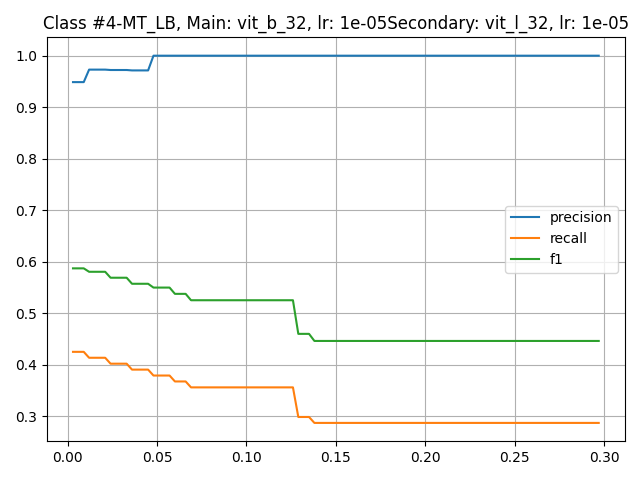 Class #4-MT_LB, Main: vit_b_32, lr: 1e-05Secondary: vit_l_32, lr: 1e-05
1.0
0.9
0.8
0.7
0.6
0.5
0.4
0.3
precision
recall
f1
0.00 0.05 0.10 0.15 0.20 0.25 0.30